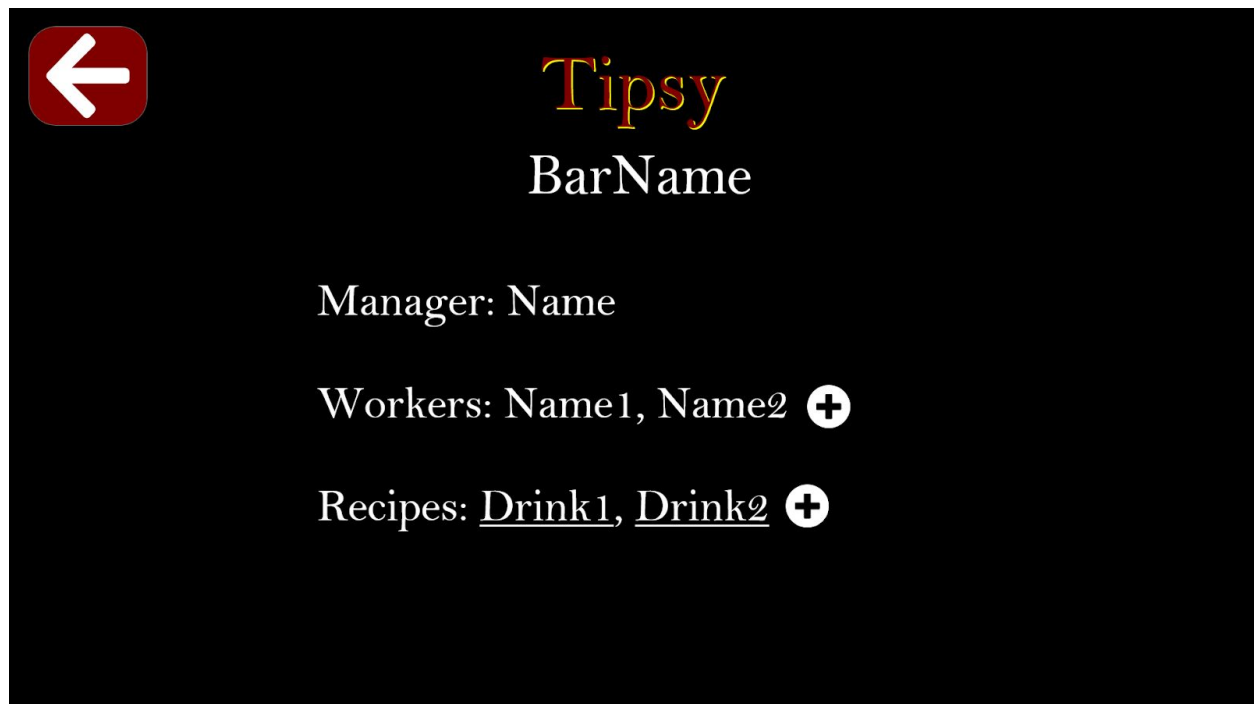 Tipsy
BarName
Manager: Name
Workers: Name1, Name2
Recipes: Drink1, Drink2